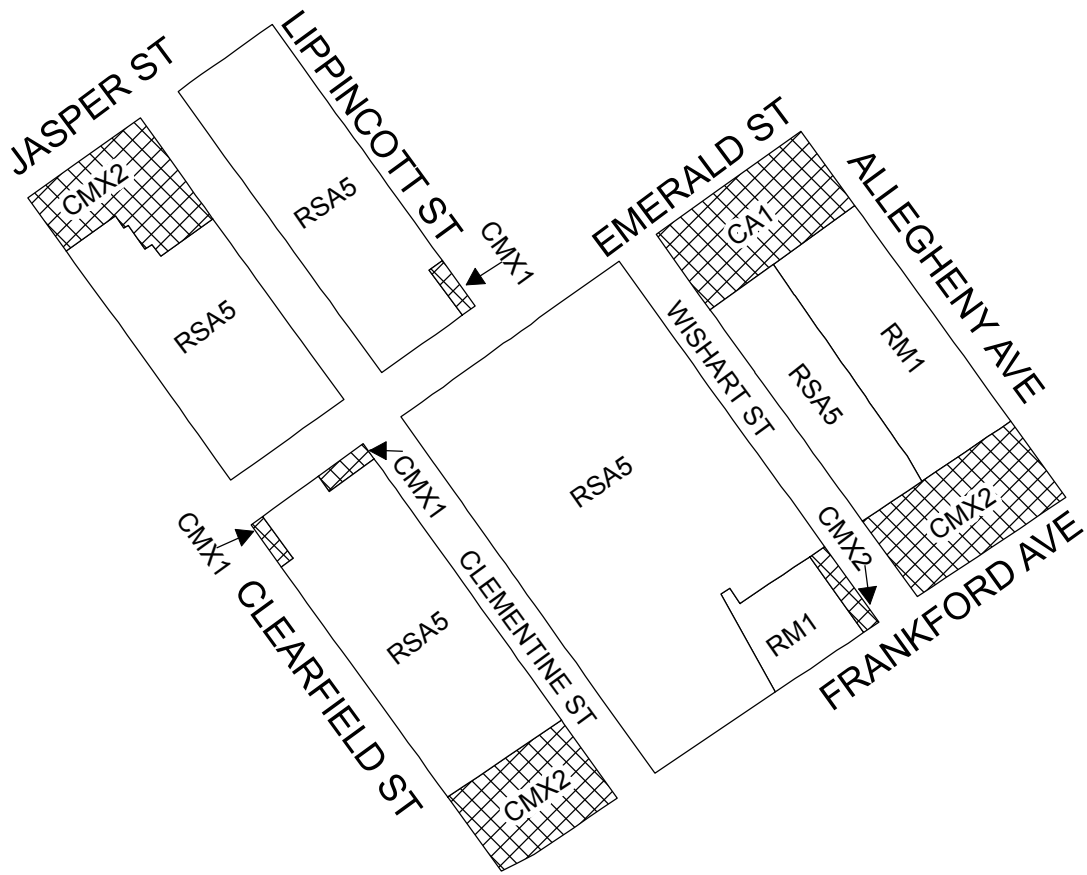 JASPER ST
LIPPINCOTT ST
CMX2
RSA5
RSA5
CMX1
EMERALD ST
CA1
ALLEGHENY AVE
WISHART ST
RM1
RSA5
RSA5
CMX1
CMX1
CMX2
CMX2
CLEARFIELD ST
CLEMENTINE ST
RSA5
RM1
FRANKFORD AVE
CMX2